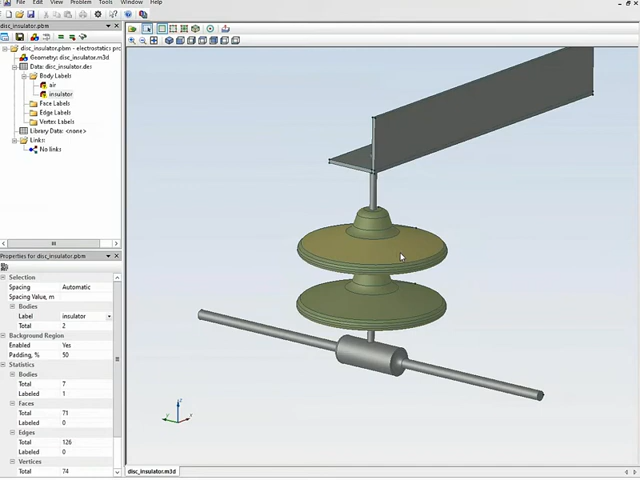 File Edit View Problem Tools Window Help
disc_insulator.pbm
disc_insulator.pbm - electrostatics pr
Geometry: disc_insulator.m3d
Data: disc_insulator.des
Body Labels
air
insulator
Face Labels
Edge Labels
Vertex Labels
Library Data: <none>
Links:
No links
Properties for disc_insulator.pbm
Selection
Spacing Automatic
Spacing Value, m
Bodies
Label insulator
Total 2
Background Region
Enabled Yes
Padding, % 50
Statistics
Bodies
Total 7
Labeled 1
Faces
Total 71
Labeled 0
Edges
Total 126
Labeled 0
Vertices
Total 74
disc_insulator.m3d